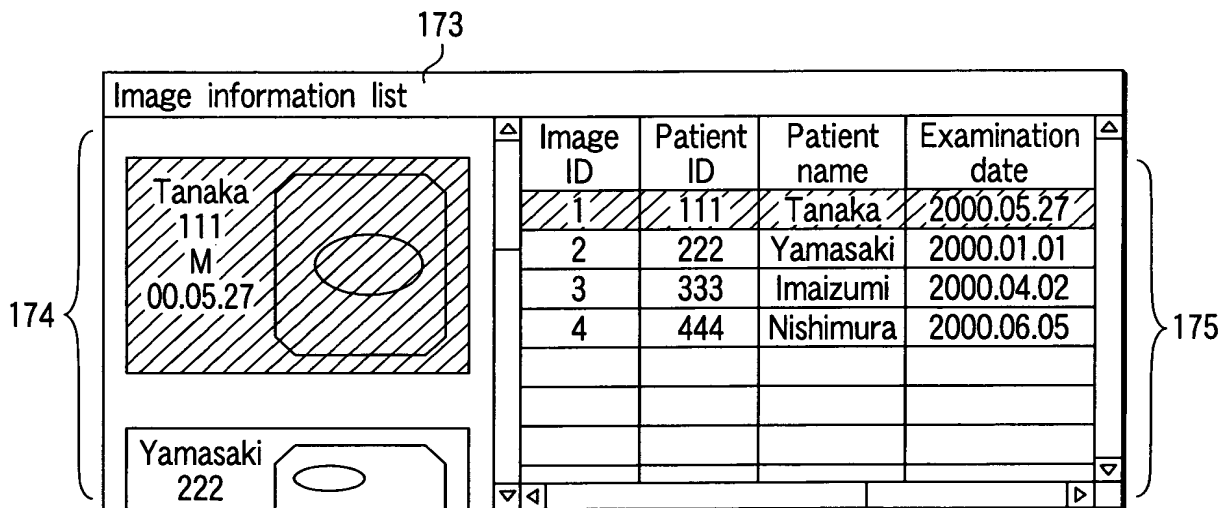 173
Image information list
174
Tanaka
111
M
00.05.27
Yamasaki
222
Image ID Patient ID Patient name Examination date
1 111 Tanaka 2000.05.27
2 222 Yamasaki 2000.01.01
3 333 Imaizumi 2000.04.02
4 444 Nishimura 2000.06.05
175